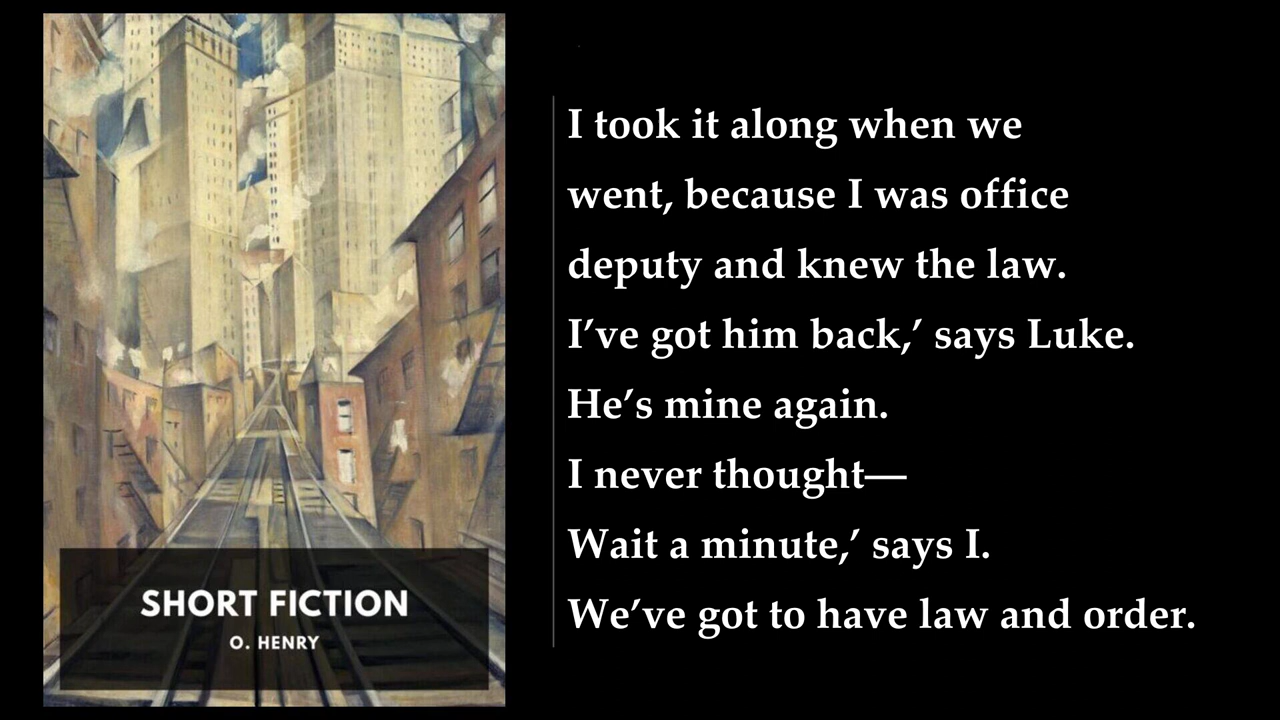 SHORT FICTION
O. HENRY
I took it along when we
went, because I was office
deputy and knew the law.
I’ve got him back,’ says Luke.
He’s mine again.
I never thought—
Wait a minute,’ says I.
We’ve got to have law and order.